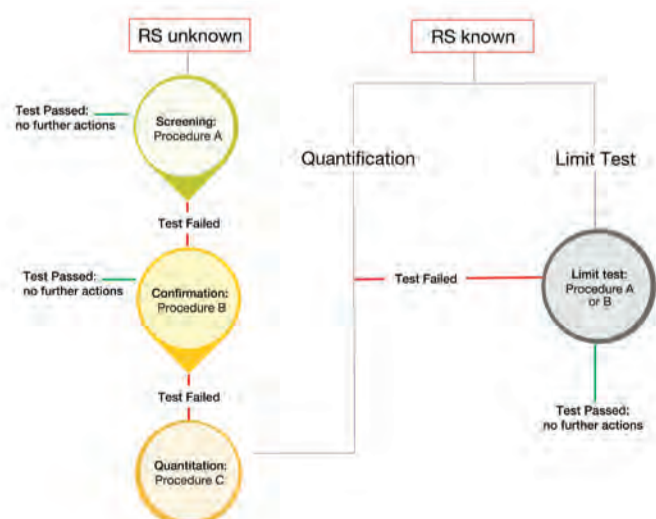 RS unknown
RS known
Test Passed:
no further actions
Screening:
Procedure A
Quantification
Limit Test
Test Failed
Test Passed:
no further actions
Confirmation:
Procedure B
Test Failed
Limit test:
Procedure A
or B
Test Failed
Test Passed:
no further actions
Quantitation:
Procedure C